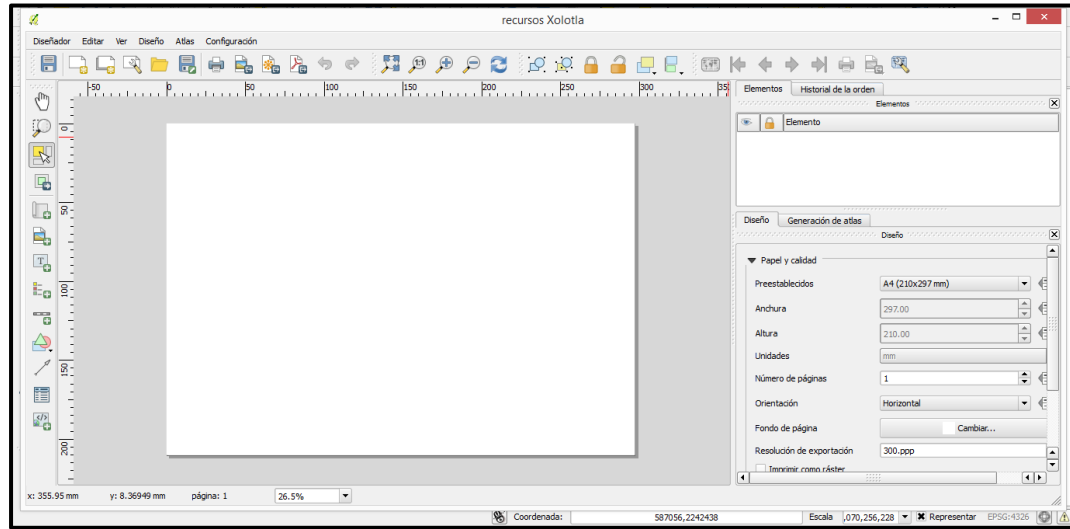 recursos Xolotla
Diseñador Editar Ver Diseño Atlas Configuración
-50 0 50 100 150 200 250 300 35
0
50
100
150
200
Elementos Historial de la orden
Elementos
Elemento
Diseño Generación de atlas
Diseño
Papel y calidad
Preestablecidos A4 (210x297 mm)
Anchura 297.00
Altura 210.00
Unidades mm
Número de páginas 1
Orientación Horizontal
Fondo de página Cambiar...
Resolución de exportación 300.ppp
Imprimir como ráster
x: 355.95 mm y: 8.36949 mm página: 1 26.5%
Coordenada: 587056,2242438 Escala ,070,256,228 Representar EPSG:4326